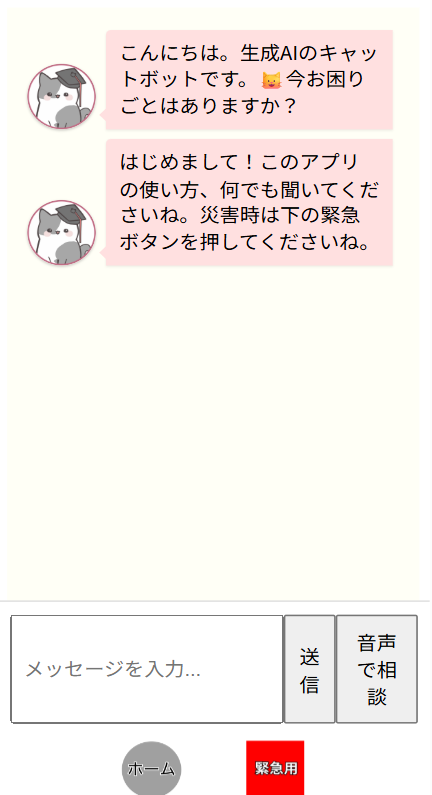 こんにちは。生成AIのキャッ
トボットです。😼今お困り
ごとはありますか？
はじめまして！このアプリ
の使い方、何でも聞いてくだ
さいね。災害時は下の緊急
ボタンを押してくださいね。
メッセージを入力...
送
信
音声
で相
談
ホーム
緊急用